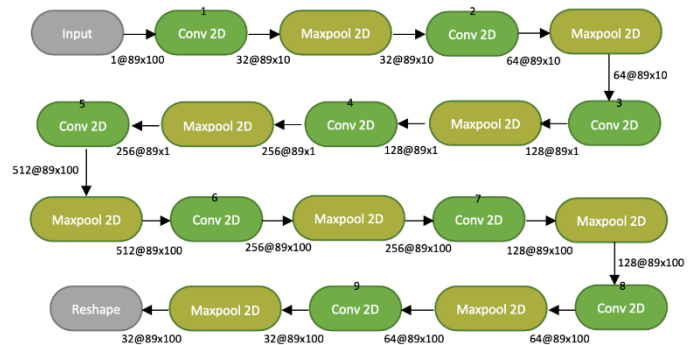 1
2
Input
Conv 2D
Maxpool 2D
Conv 2D
Maxpool 2D
1@89x100
32@89x10
32@89x10
64@89x10
64@89x10
5
4
3
Conv 2D
Maxpool 2D
Conv 2D
Maxpool 2D
Conv 2D
256@89x1
256@89x1
128@89x1
128@89x1
512@89x100
6
7
Maxpool 2D
Conv 2D
Maxpool 2D
Conv 2D
Maxpool 2D
512@89x100
256@89x100
256@89x100
128@89x100
128@89x100
9
8
Reshape
Maxpool 2D
Conv 2D
Maxpool 2D
Conv 2D
32@89x100
32@89x100
64@89x100
64@89x100